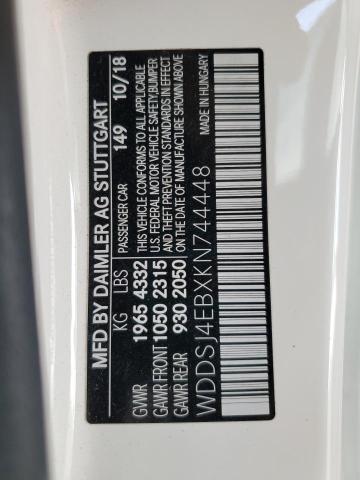 MFD BY DAIMLER AG STUTTGART
KG LBS PASSENGER CAR 149 10/18
GVWR 1965 4332 THIS VEHICLE CONFORMS TO ALL APPLICABLE
GAWR FRONT 1050 2315 U.S. FEDERAL MOTOR VEHICLE SAFETY,BUMPER
AND THEFT PREVENTION STANDARDS IN EFFECT
GAWR REAR 930 2050 ON THE DATE OF MANUFACTURE SHOWN ABOVE
WDDSJ4EBXKN744448 MADE IN HUNGARY